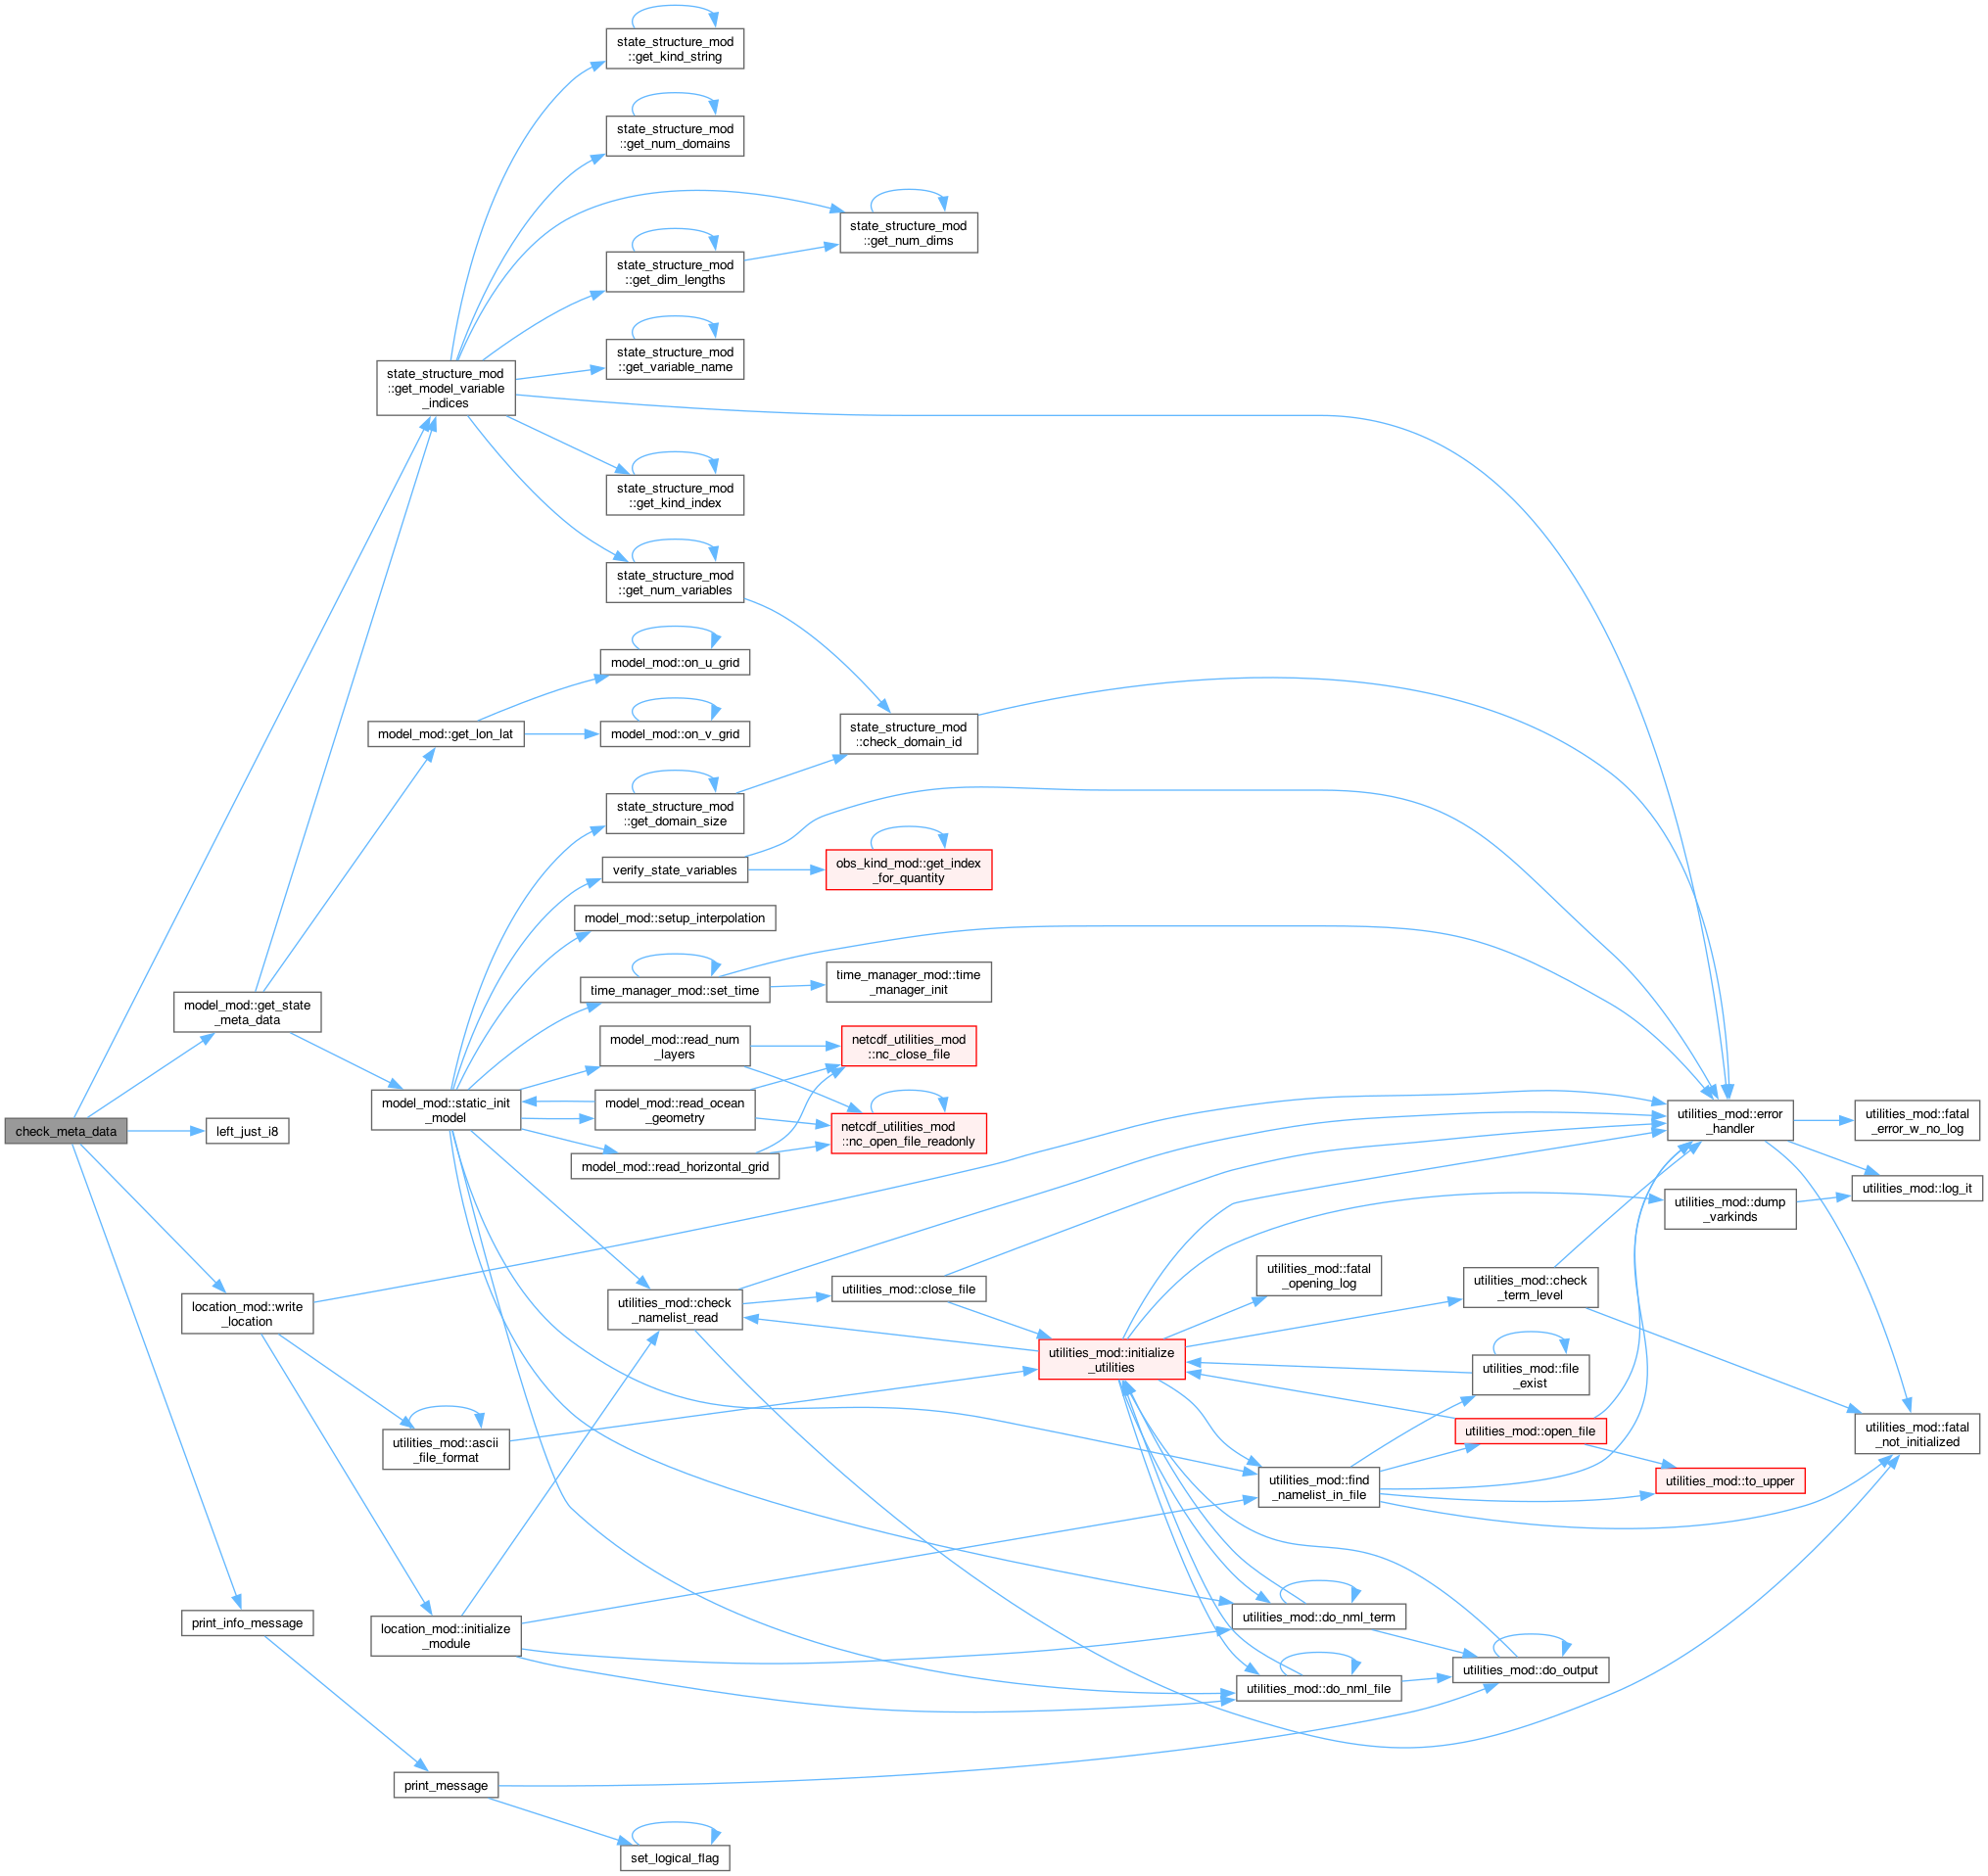 state_structure_mod
::get_kind_string
state_structure_mod
::get_num_domains
state_structure_mod
::get_num_dims
state_structure_mod
::get_dim_lengths
state_structure_mod
::get_variable_name
state_structure_mod
::get_model_variable
_indices
state_structure_mod
::get_kind_index
state_structure_mod
::get_num_variables
model_mod::on_u_grid
model_mod::get_lon_lat
model_mod::on_v_grid
state_structure_mod
::check_domain_id
state_structure_mod
::get_domain_size
verify_state_variables
obs_kind_mod::get_index
_for_quantity
model_mod::setup_interpolation
time_manager_mod::set_time
time_manager_mod::time
_manager_init
model_mod::get_state
_meta_data
model_mod::read_num
_layers
netcdf_utilities_mod
::nc_close_file
model_mod::static_init
_model
model_mod::read_ocean
_geometry
netcdf_utilities_mod
::nc_open_file_readonly
model_mod::read_horizontal_grid
check_meta_data
left_just_i8
utilities_mod::error
_handler
utilities_mod::fatal
_error_w_no_log
utilities_mod::log_it
utilities_mod::dump
_varkinds
location_mod::write
_location
utilities_mod::check
_namelist_read
utilities_mod::close_file
utilities_mod::fatal
_opening_log
utilities_mod::check
_term_level
utilities_mod::initialize
_utilities
utilities_mod::file
_exist
utilities_mod::ascii
_file_format
utilities_mod::open_file
utilities_mod::fatal
_not_initialized
utilities_mod::find
_namelist_in_file
utilities_mod::to_upper
print_info_message
location_mod::initialize
_module
utilities_mod::do_nml_term
utilities_mod::do_output
utilities_mod::do_nml_file
print_message
set_logical_flag